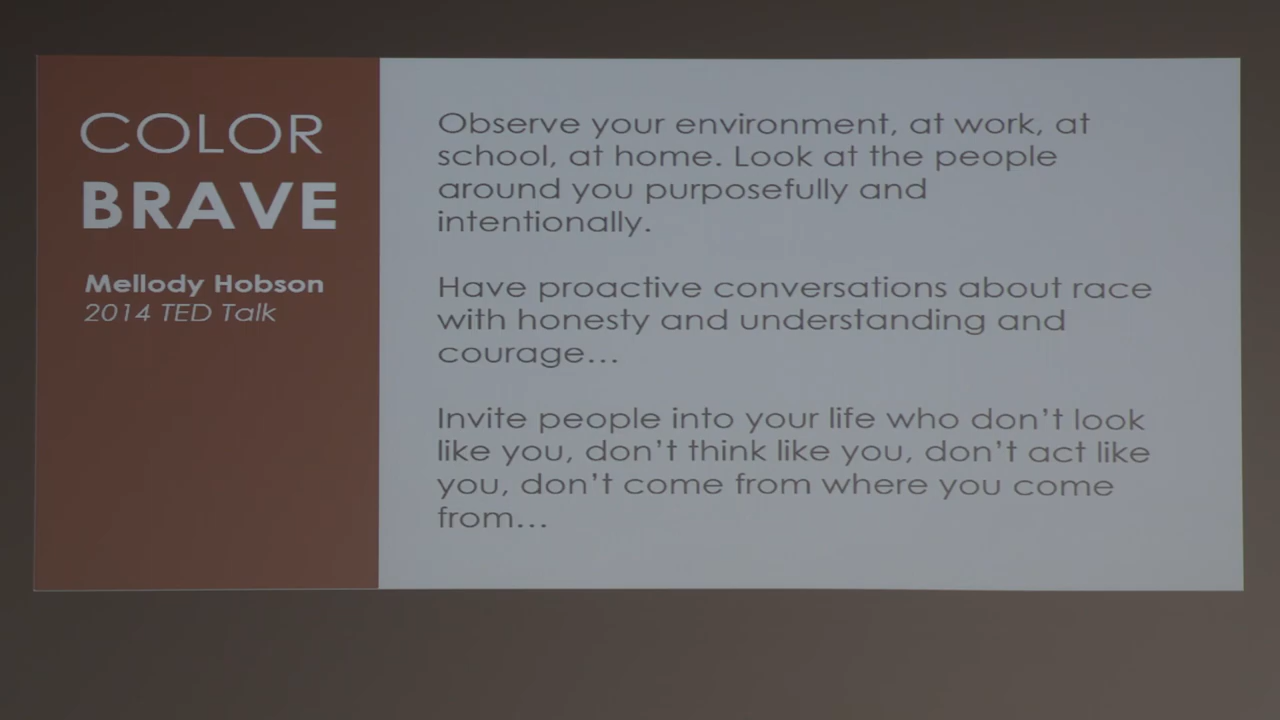 COLOR
BRAVE
Mellody Hobson
2014 TED Talk
Observe your environment, at work, at
school, at home. Look at the people
around you purposefully and
intentionally.
Have proactive conversations about race
with honesty and understanding and
courage…
Invite people into your life who don’t look
like you, don’t think like you, don’t act like
you, don’t come from where you come
from…